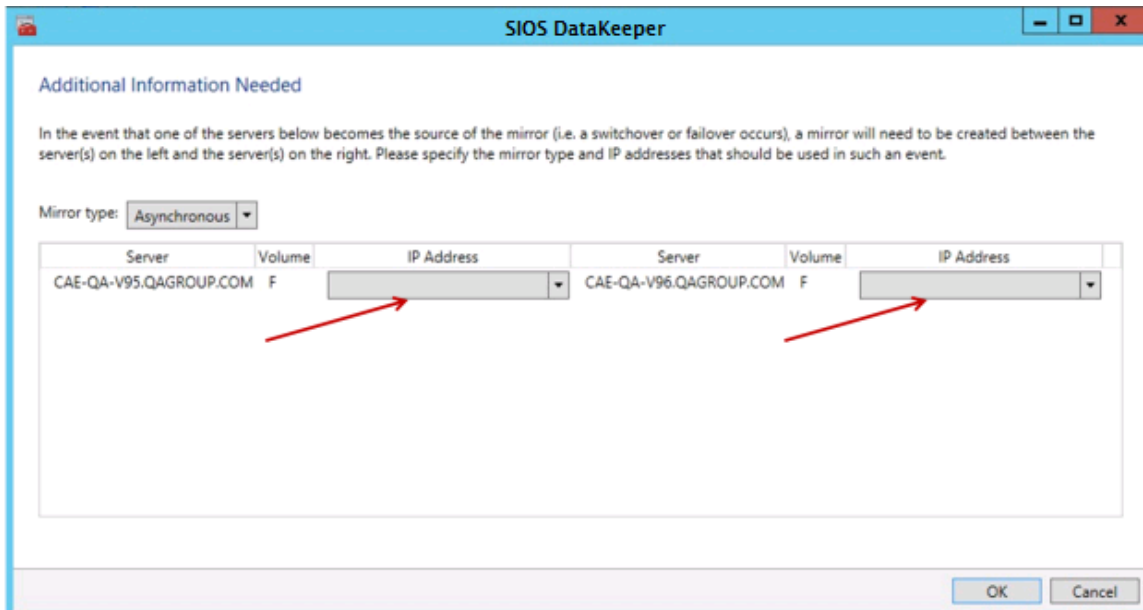 SIOS DataKeeper
Additional Information Needed
In the event that one of the servers below becomes the source of the mirror (i.e. a switchover or failover occurs), a mirror will need to be created between the
server(s) on the left and the server(s) on the right. Please specify the mirror type and IP addresses that should be used in such an event.
Mirror type: Asynchronous
Server Volume IP Address Server Volume IP Address
CAE-QA-V95.QAGROUP.COM F CAE-QA-V96.QAGROUP.COM F
OK Cancel